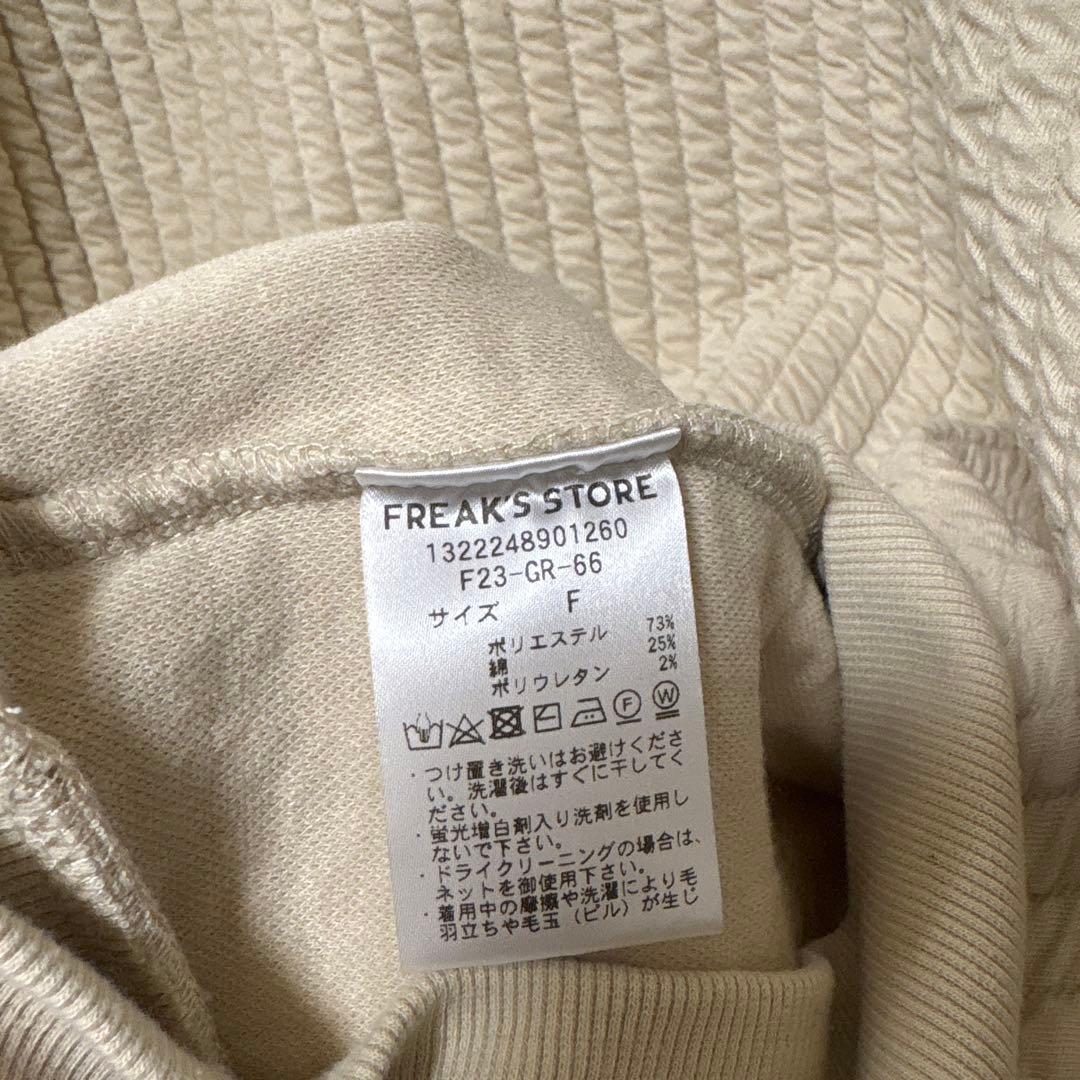 FREAK'S STORE
1322248901260
F23-GR-66
サイズ F
ポリエステル 73%
綿 25%
ポリウレタン 2%
F W
・つけ置き洗いはお避けくださ
い。洗濯後はすぐに干してく
ださい。
・蛍光増白剤入り洗剤を使用し
ないで下さい。
・ドライクリーニングの場合は、
ネットを御使用下さい。
・着用中の摩擦や洗濯により毛
羽立ちや毛玉（ピル）が生じ